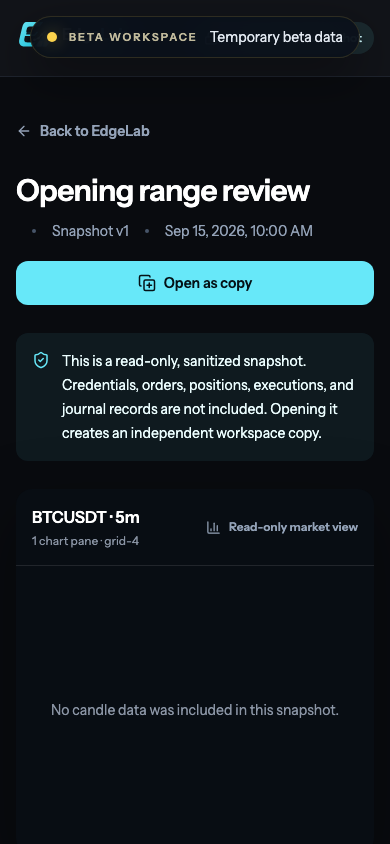 BETA WORKSPACE Temporary beta data
Back to EdgeLab
Opening range review
Snapshot v1 • Sep 15, 2026, 10:00 AM
Open as copy
This is a read-only, sanitized snapshot.
Credentials, orders, positions, executions, and
journal records are not included. Opening it
creates an independent workspace copy.
BTCUSDT · 5m
Read-only market view
1 chart pane · grid-4
No candle data was included in this snapshot.